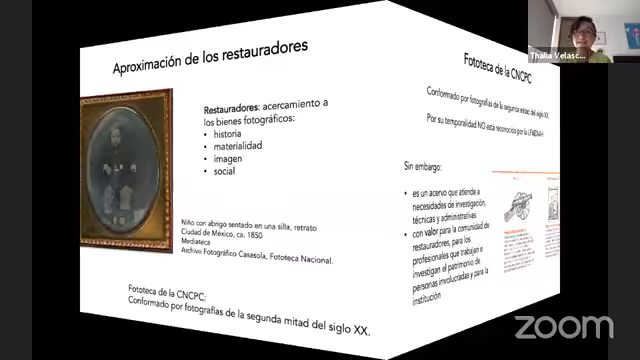 Aproximación de los restauradores
Restauradores: acercamiento a
los bienes fotográficos:
• historia
• materialidad
• imagen
• social
Niño con abrigo sentado en una silla, retrato
Ciudad de México, ca. 1850
Mediateca
Archivo Fotográfico Casasola, Fototeca Nacional.
Fototeca de la CNCPC:
Conformado por fotografías de la segunda mitad del siglo XX.
Fototeca de la CNCPC
Conformado por fotografías de la segunda mitad del siglo XX.
Por su temporalidad NO está reconocida por la LFMZAAH
Sin embargo:
• es un acervo que atiende a
necesidades de investigación,
técnicas y administrativas
• con valor para la comunidad de
restauradores, para los
profesionales que trabajan e
investigan el patrimonio de
personas involucradas y para la
institución
Thalia Velasc...
zoom